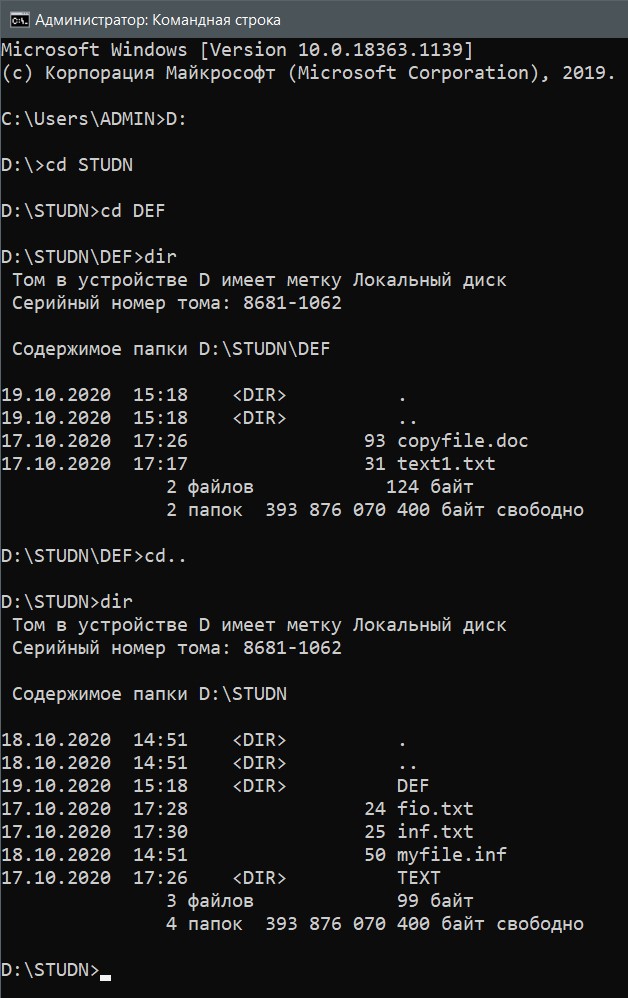 Администратор: Командная строка
Microsoft Windows [Version 10.0.18363.1139]
(c) Корпорация Майкрософт (Microsoft Corporation), 2019.
C:\Users\ADMIN>D:
D:\>cd STUDN
D:\STUDN>cd DEF
D:\STUDN\DEF>dir
Том в устройстве D имеет метку Локальный диск
Серийный номер тома: 8681-1062
Содержимое папки D:\STUDN\DEF
19.10.2020  15:18    <DIR>          .
19.10.2020  15:18    <DIR>          ..
17.10.2020  17:26                93 copyfile.doc
17.10.2020  17:17                31 text1.txt
2 файлов            124 байт
2 папок  393 876 070 400 байт свободно
D:\STUDN\DEF>cd..
D:\STUDN>dir
Том в устройстве D имеет метку Локальный диск
Серийный номер тома: 8681-1062
Содержимое папки D:\STUDN
18.10.2020  14:51    <DIR>          .
18.10.2020  14:51    <DIR>          ..
19.10.2020  15:18    <DIR>          DEF
17.10.2020  17:28                24 fio.txt
17.10.2020  17:30                25 inf.txt
18.10.2020  14:51                50 myfile.inf
17.10.2020  17:26    <DIR>          TEXT
3 файлов             99 байт
4 папок  393 876 070 400 байт свободно
D:\STUDN>